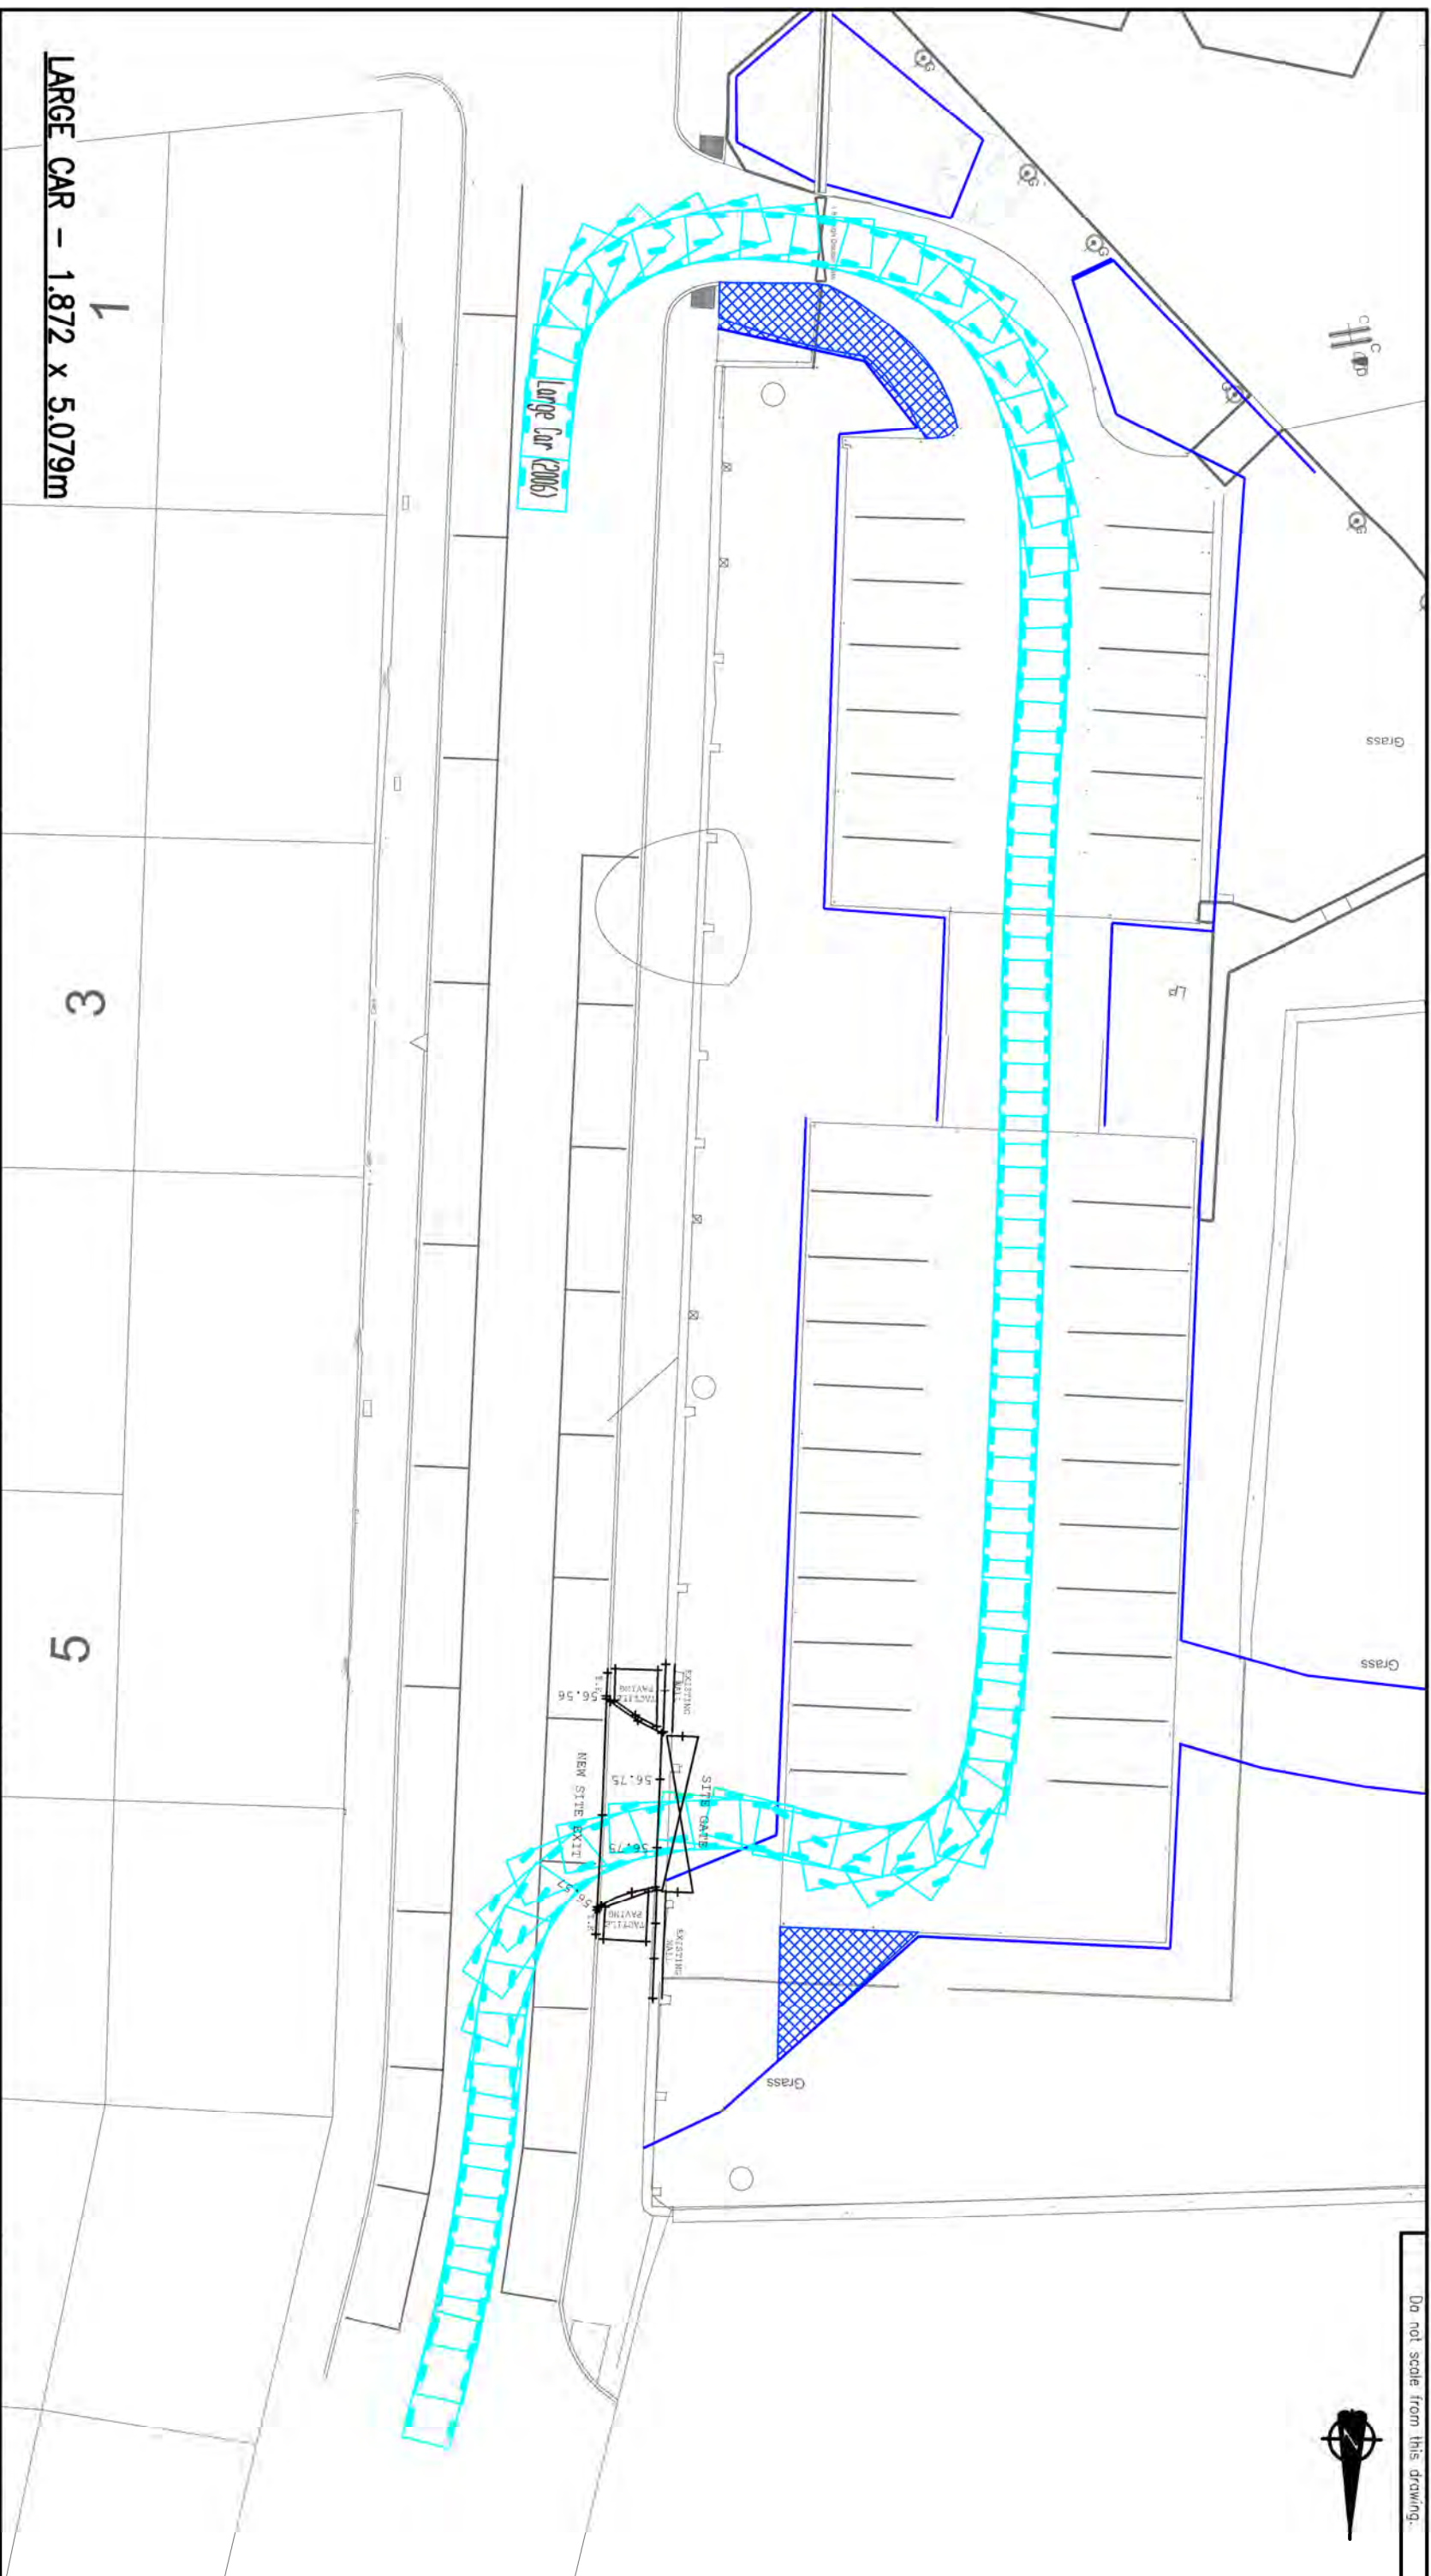 Do not scale from this drawing.
N
G
G
G
G
G
C
C
Grass
Lp
Grass
Grass
Large Car (2006)
EXISTING
WALL
TACTILE
PAVING
56.56
56.75
SITE GATE
NEW SITE EXIT
56.75
56.57
TACTILE
PAVING
EXISTING
WALL
1
3
5
LARGE CAR - 1.872 x 5.079m